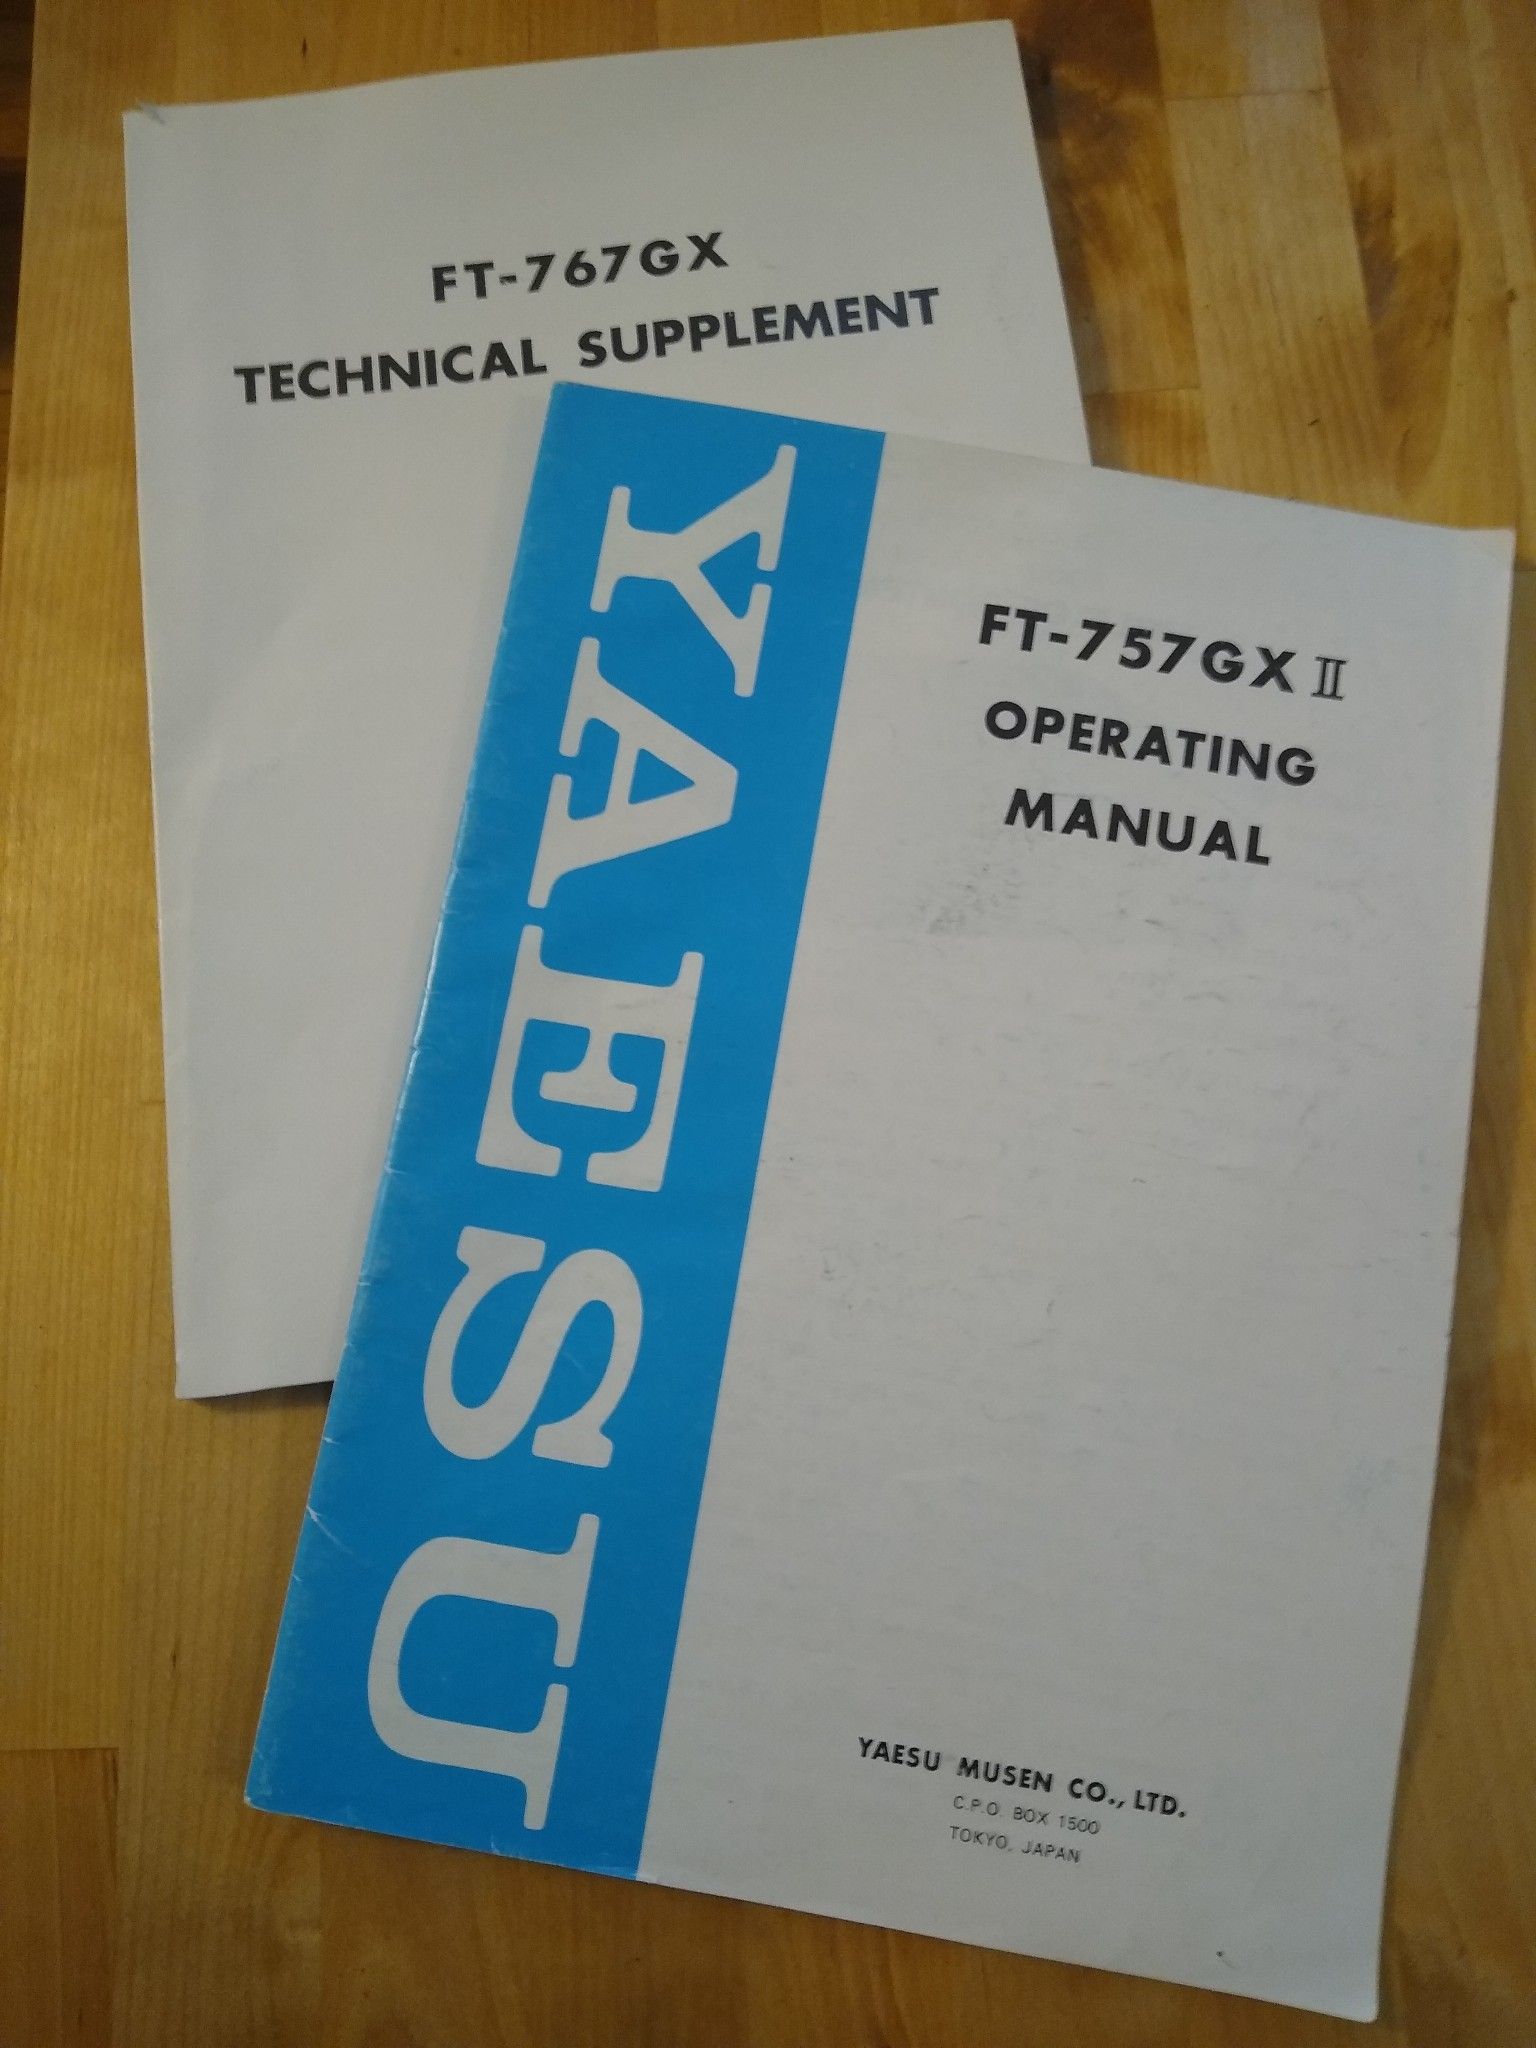 FT-767GX
TECHNICAL SUPPLEMENT
YAESU
FT-757GX II
OPERATING
MANUAL
YAESU MUSEN CO., LTD.
C.P.O. BOX 1500
TOKYO, JAPAN